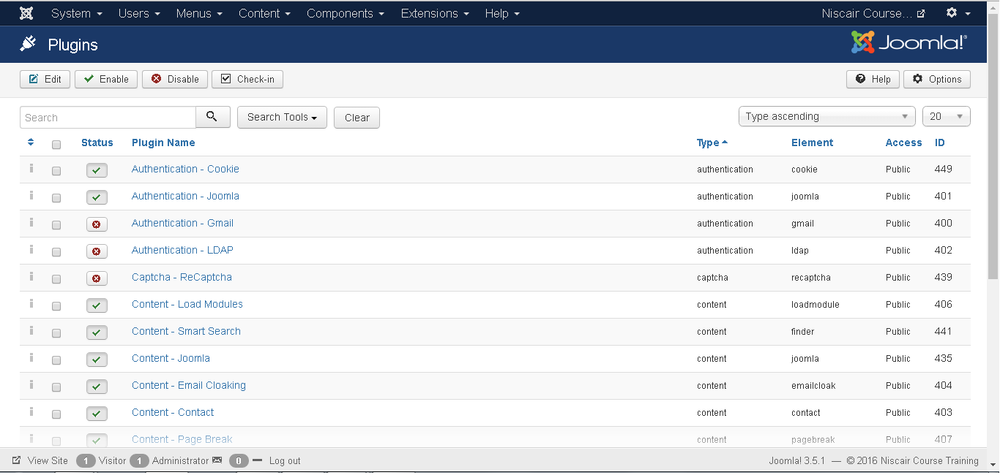 System Users Menus Content Components Extensions Help Niscair Course...
Plugins Joomla!®
Edit Enable Disable Check-in Help Options
Search Search Tools Clear Type ascending 20
Status Plugin Name Type Element Access ID
Authentication - Cookie authentication cookie Public 449
Authentication - Joomla authentication joomla Public 401
Authentication - Gmail authentication gmail Public 400
Authentication - LDAP authentication ldap Public 402
Captcha - ReCaptcha captcha recaptcha Public 439
Content - Load Modules content loadmodule Public 406
Content - Smart Search content finder Public 441
Content - Joomla content joomla Public 435
Content - Email Cloaking content emailcloak Public 404
Content - Contact content contact Public 403
Content - Page Break content pagebreak Public 407
View Site 1 Visitor 1 Administrator 0 Log out Joomla! 3.5.1 — © 2016 Niscair Course Training